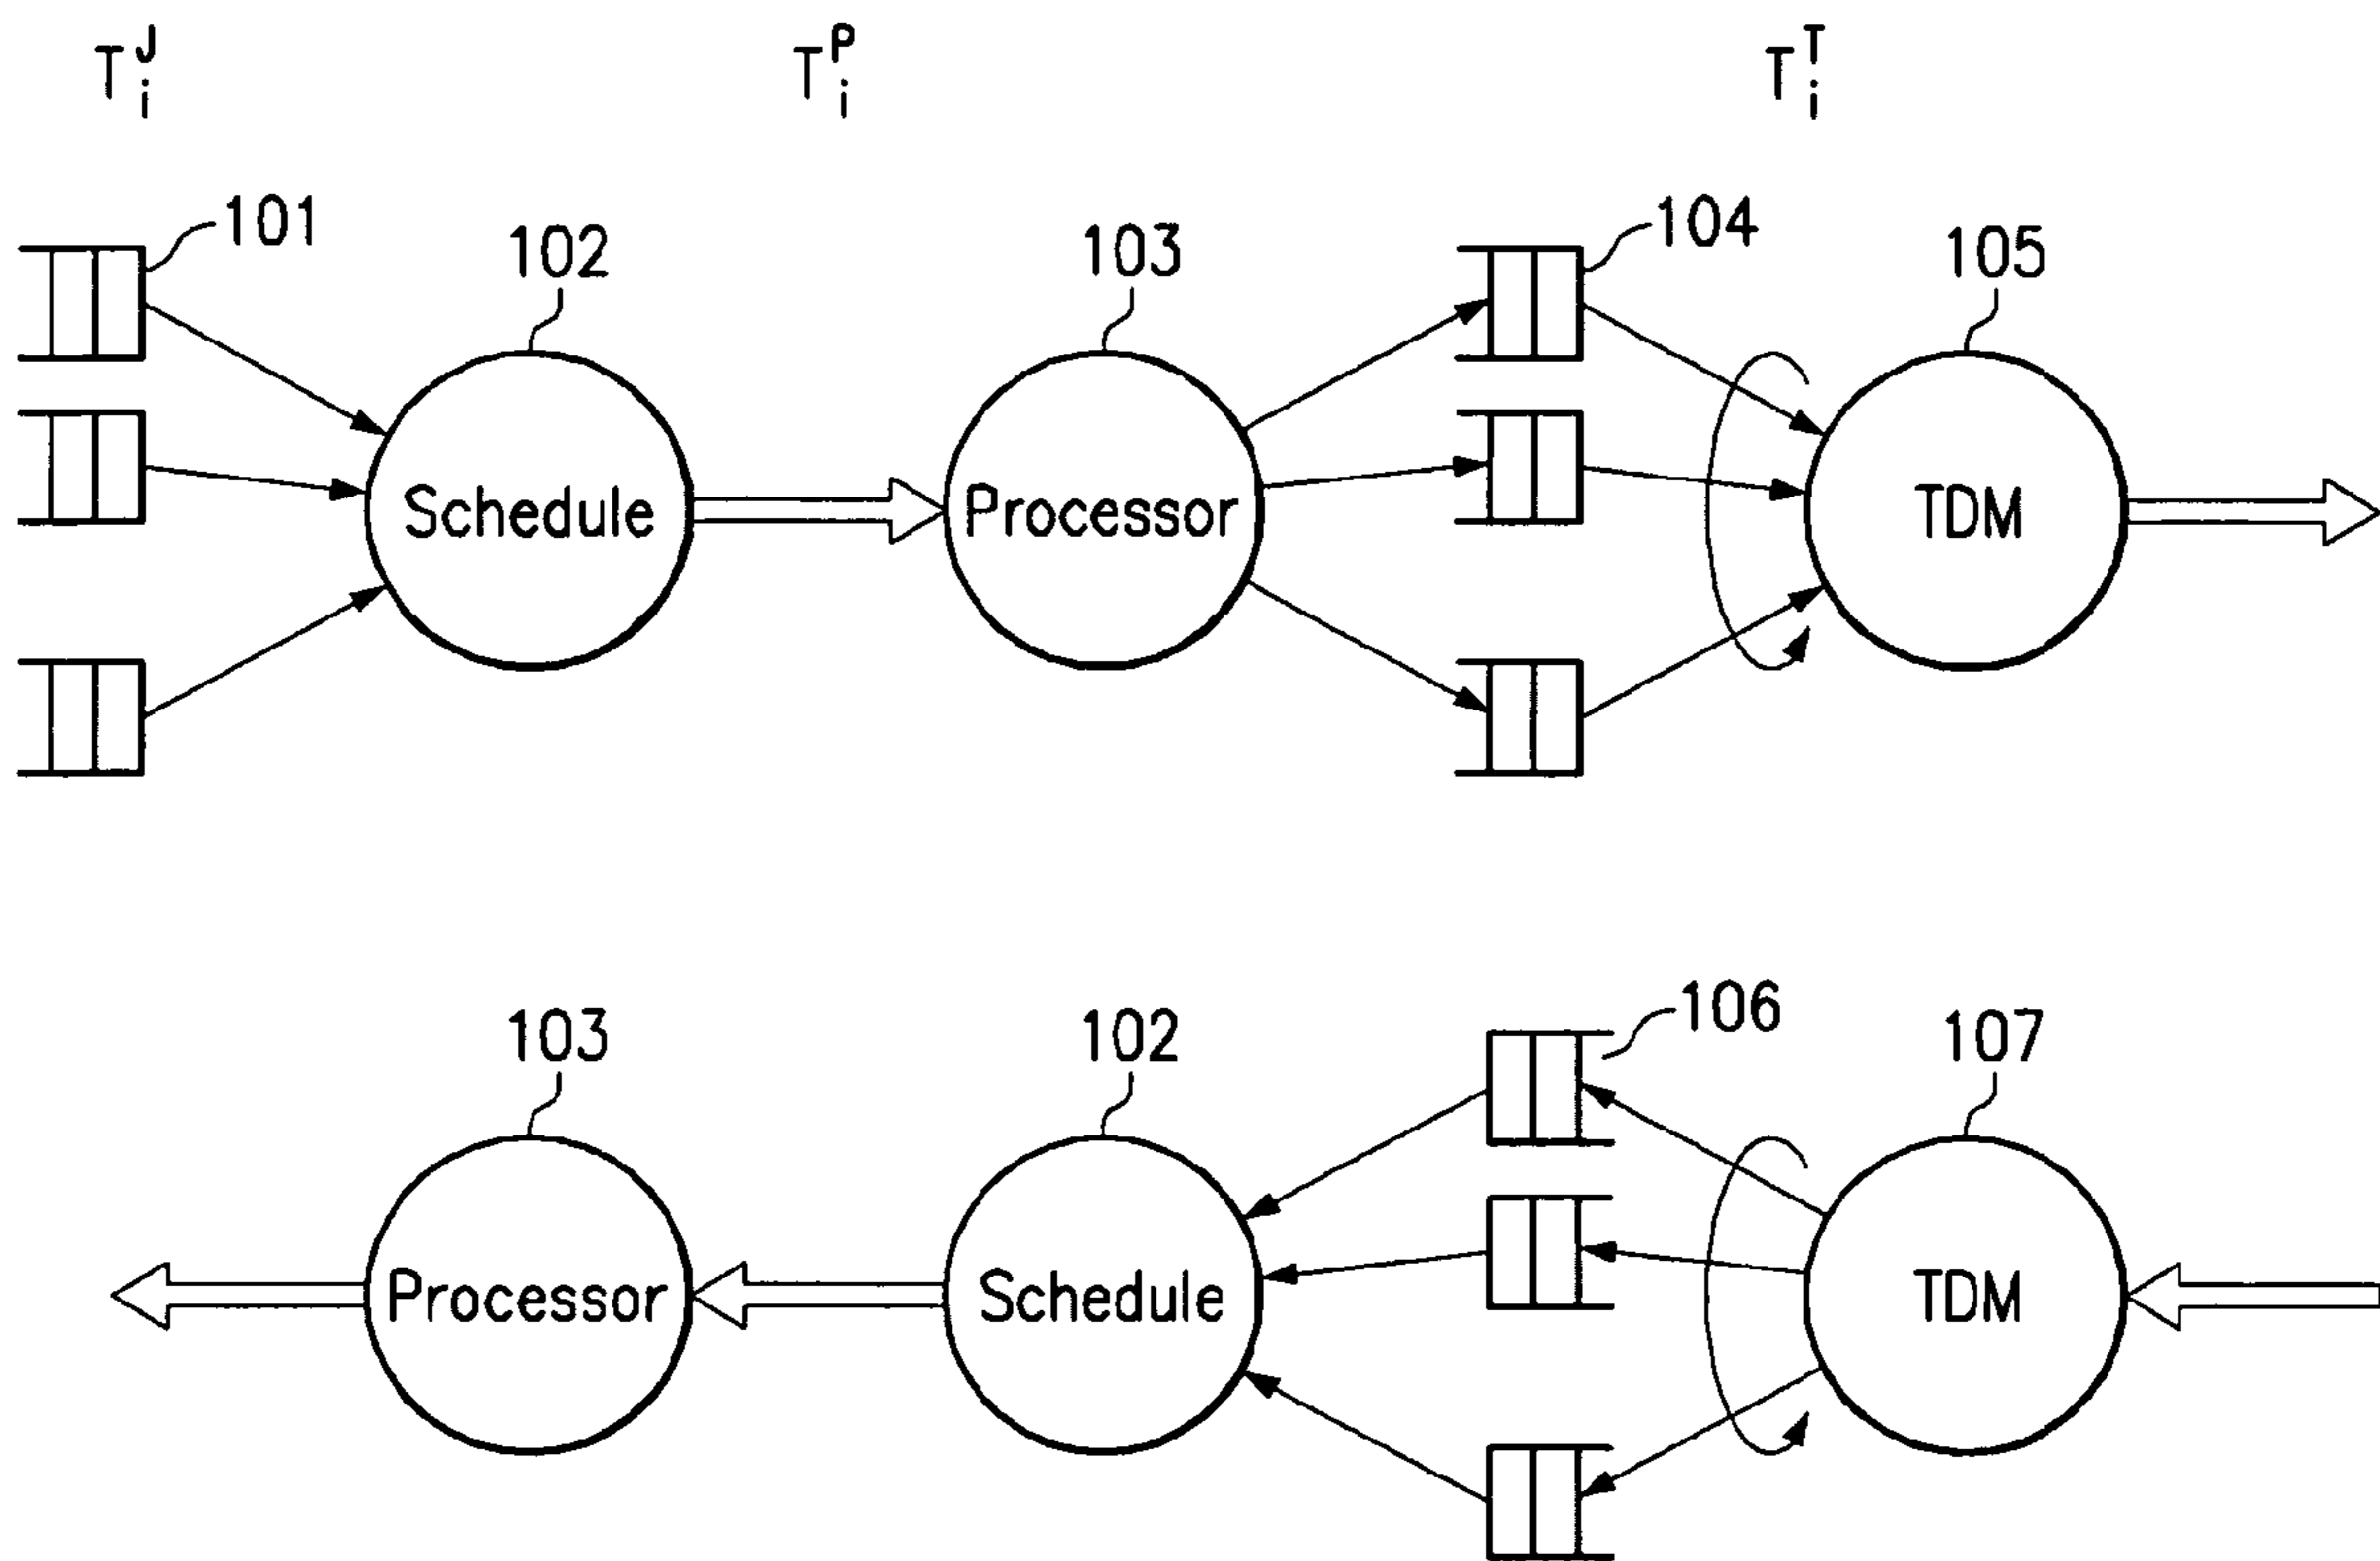 T_i^J T_i^P T_i^T
101 102 103 104 105
Schedule Processor TDM
103 102 106 107
Processor Schedule TDM